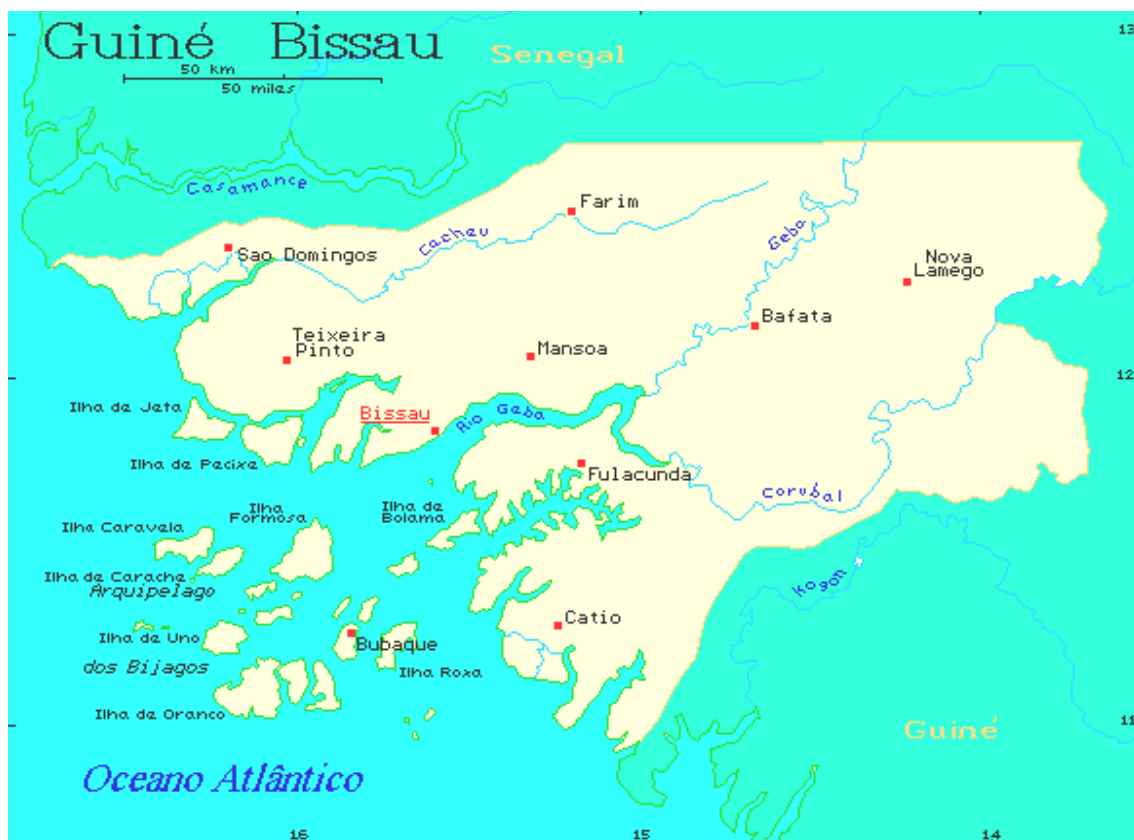 Guiné Bissau
50 km
50 miles
Senegal
13
Casamance
Farim
Cacheu
Geba
Sao Domingos
Nova
Lamego
Bafata
Teixeira
Pinto
Mansoa
12
Ilha de Jeta
Bissau
Rio Geba
Ilha de Pecixe
Fulacunda
Corubal
Ilha
Formosa
Ilha de
Bolama
Ilha Caravela
Ilha de Carache
Arquipelago
Kogon
Catio
Ilha de Uno
Bubaque
dos Bijagos
Ilha Roxa
Ilha de Oranco
11
Guiné
Oceano Atlântico
16
15
14